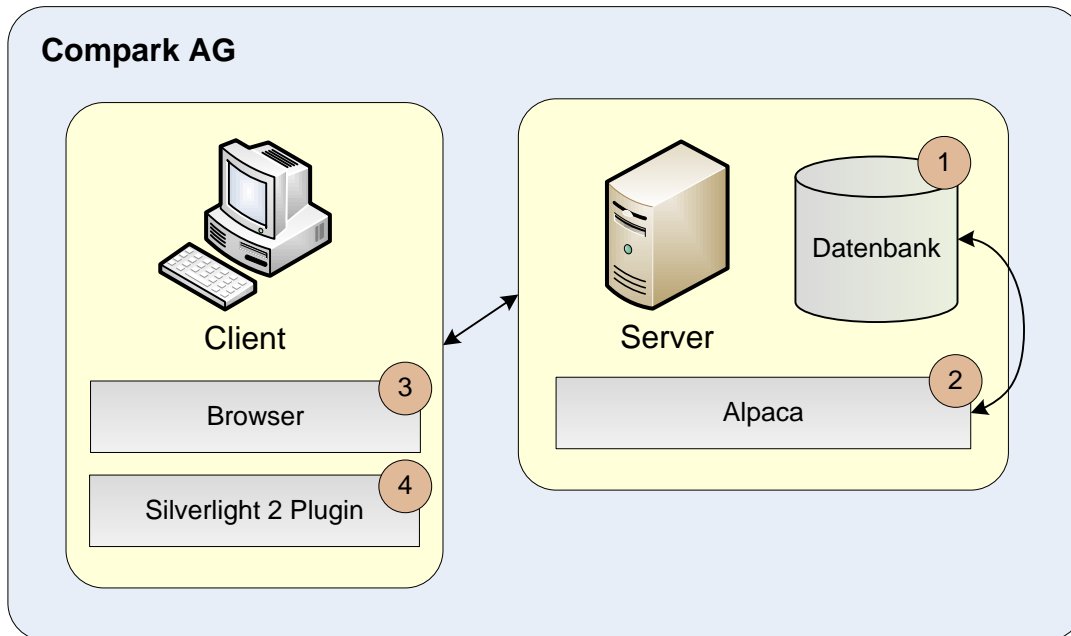 Compark AG
Client
3
Browser
4
Silverlight 2 Plugin
Server
1
Datenbank
2
Alpaca